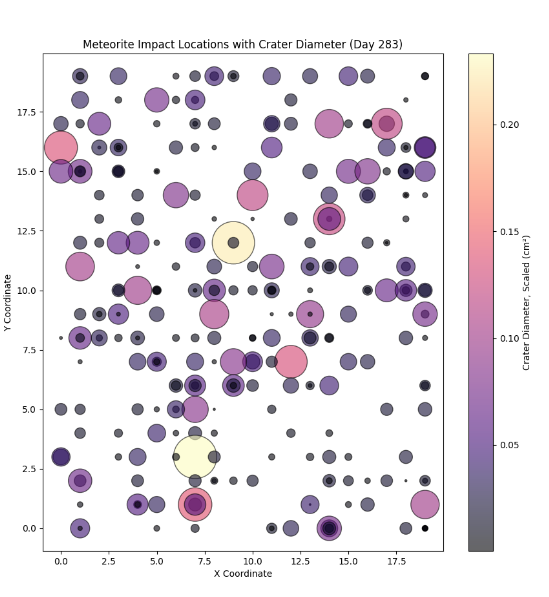 Meteorite Impact Locations with Crater Diameter (Day 283)
17.5
15.0
12.5
10.0
7.5
5.0
2.5
0.0
Y Coordinate
0.0 2.5 5.0 7.5 10.0 12.5 15.0 17.5
X Coordinate
0.20
0.15
0.10
0.05
Crater Diameter, Scaled (cm²)